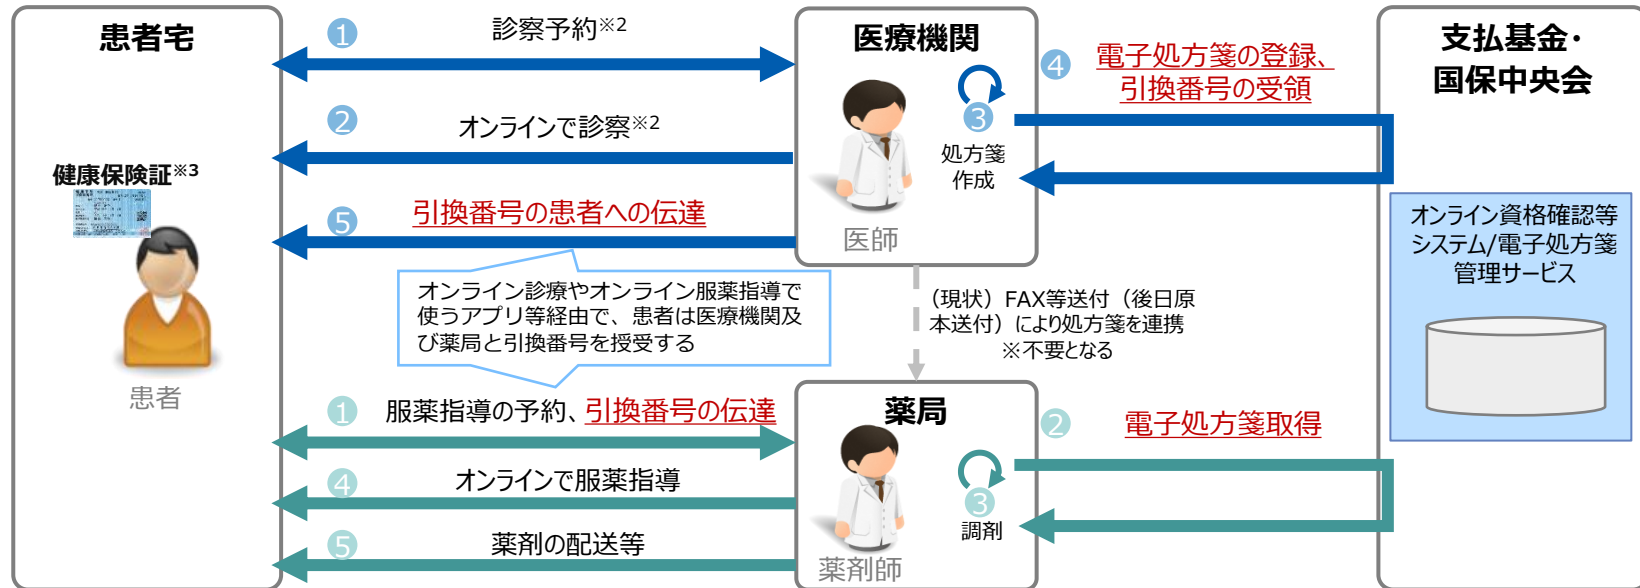 患者宅
健康保険証※3
患者
① 診察予約※2
② オンラインで診察※2
⑤ 引換番号の患者への伝達
オンライン診療やオンライン服薬指導で
使うアプリ等経由で、患者は医療機関及
び薬局と引換番号を授受する
① 服薬指導の予約、引換番号の伝達
④ オンラインで服薬指導
⑤ 薬剤の配送等
医療機関
③
処方箋
作成
医師
(現状)FAX等送付(後日原
本送付)により処方箋を連携
※不要となる
薬局
③
調剤
薬剤師
④ 電子処方箋の登録、
引換番号の受領
② 電子処方箋取得
支払基金・
国保中央会
オンライン資格確認等
システム/電子処方箋
管理サービス